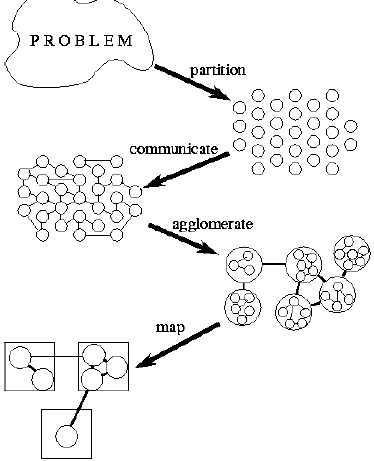 PROBLEM
partition
communicate
agglomerate
map